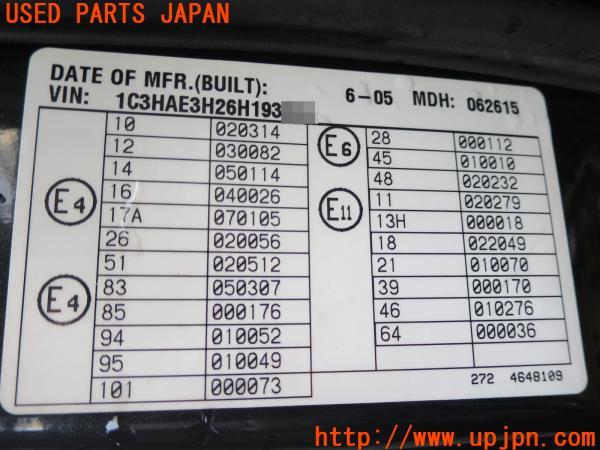 USED PARTS JAPAN
DATE OF MFR.(BUILT): 6-05 MDH: 062615
VIN: 1C3HAE3H26H193
10 020314
12 030082
14 050114
16 040026
E4
17A 070105
26 020056
51 020512
83 050307
E4
85 000176
94 010052
95 010049
101 000073
E6
28 000112
45 010010
48 020232
E11
11 020279
13H 000018
18 022049
21 010070
39 000170
46 010276
64 000036
272 4648109
UPJ http://www.upjpn.com